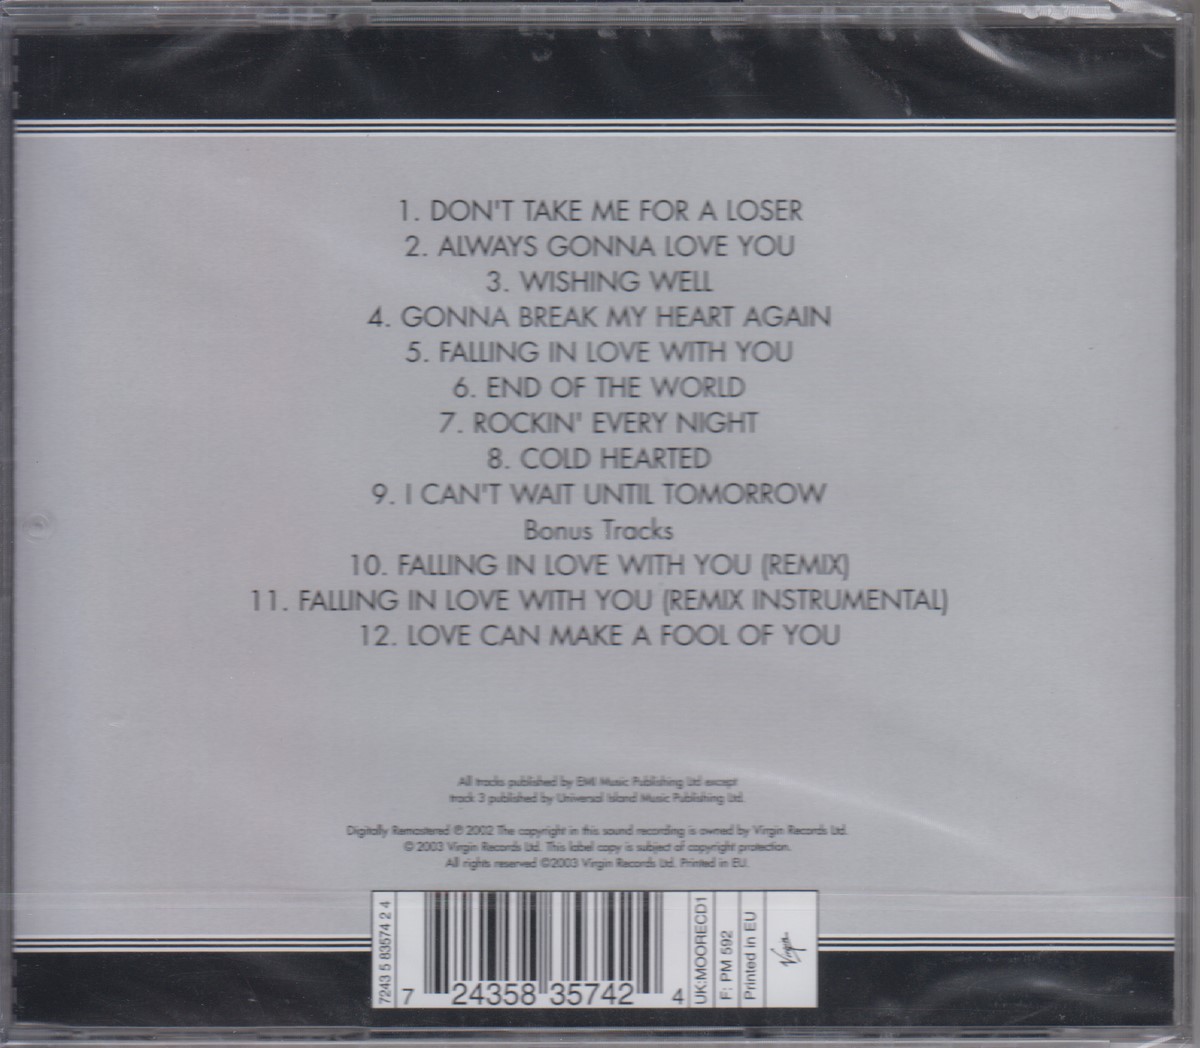 1. DON'T TAKE ME FOR A LOSER
2. ALWAYS GONNA LOVE YOU
3. WISHING WELL
4. GONNA BREAK MY HEART AGAIN
5. FALLING IN LOVE WITH YOU
6. END OF THE WORLD
7. ROCKIN' EVERY NIGHT
8. COLD HEARTED
9. I CAN'T WAIT UNTIL TOMORROW
Bonus Tracks
10. FALLING IN LOVE WITH YOU (REMIX)
11. FALLING IN LOVE WITH YOU (REMIX INSTRUMENTAL)
12. LOVE CAN MAKE A FOOL OF YOU
All tracks published by EMI Music Publishing Ltd except
track 3 published by Universal Island Music Publishing Ltd.
Digitally Remastered ℗ 2002 The copyright in this sound recording is owned by Virgin Records Ltd.
© 2003 Virgin Records Ltd. This label copy is subject of copyright protection.
All rights reserved ©2003 Virgin Records Ltd. Printed in EU.
7243 5 83574 2 4
7 24358 35742 4
UK:MOORECD1
F: PM 592
Printed in EU
Virgin